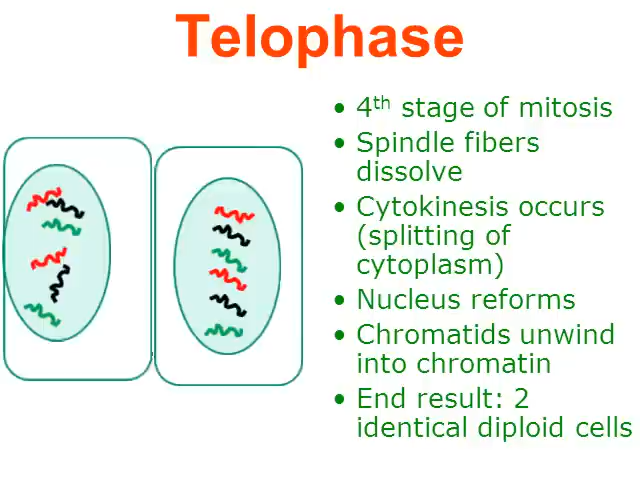 Telophase
• 4th stage of mitosis
• Spindle fibers
dissolve
• Cytokinesis occurs
(splitting of
cytoplasm)
• Nucleus reforms
• Chromatids unwind
into chromatin
• End result: 2
identical diploid cells